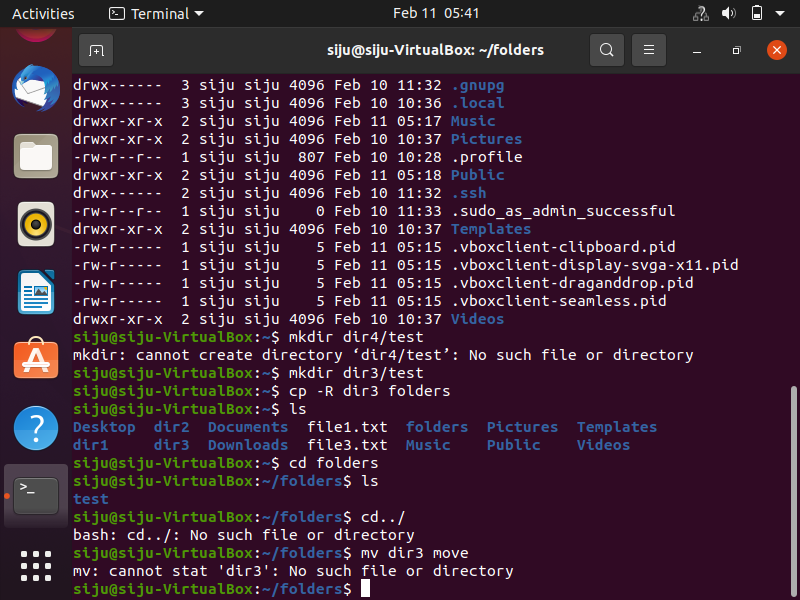 Activities Terminal Feb 11 05:41
siju@siju-VirtualBox: ~/folders
drwx------  3 siju siju 4096 Feb 10 11:32 .gnupg
drwx------  3 siju siju 4096 Feb 10 10:36 .local
drwxr-xr-x  2 siju siju 4096 Feb 11 05:17 Music
drwxr-xr-x  2 siju siju 4096 Feb 10 10:37 Pictures
-rw-r--r--  1 siju siju  807 Feb 10 10:28 .profile
drwxr-xr-x  2 siju siju 4096 Feb 11 05:18 Public
drwx------  2 siju siju 4096 Feb 10 11:32 .ssh
-rw-r--r--  1 siju siju    0 Feb 10 11:33 .sudo_as_admin_successful
drwxr-xr-x  2 siju siju 4096 Feb 10 10:37 Templates
-rw-r-----  1 siju siju    5 Feb 11 05:15 .vboxclient-clipboard.pid
-rw-r-----  1 siju siju    5 Feb 11 05:15 .vboxclient-display-svga-x11.pid
-rw-r-----  1 siju siju    5 Feb 11 05:15 .vboxclient-draganddrop.pid
-rw-r-----  1 siju siju    5 Feb 11 05:15 .vboxclient-seamless.pid
drwxr-xr-x  2 siju siju 4096 Feb 10 10:37 Videos
siju@siju-VirtualBox:~$ mkdir dir4/test
mkdir: cannot create directory ‘dir4/test’: No such file or directory
siju@siju-VirtualBox:~$ mkdir dir3/test
siju@siju-VirtualBox:~$ cp -R dir3 folders
siju@siju-VirtualBox:~$ ls
Desktop  dir2  Documents  file1.txt  folders  Pictures  Templates
dir1     dir3  Downloads  file3.txt  Music    Public    Videos
siju@siju-VirtualBox:~$ cd folders
siju@siju-VirtualBox:~/folders$ ls
test
siju@siju-VirtualBox:~/folders$ cd../
bash: cd../: No such file or directory
siju@siju-VirtualBox:~/folders$ mv dir3 move
mv: cannot stat 'dir3': No such file or directory
siju@siju-VirtualBox:~/folders$